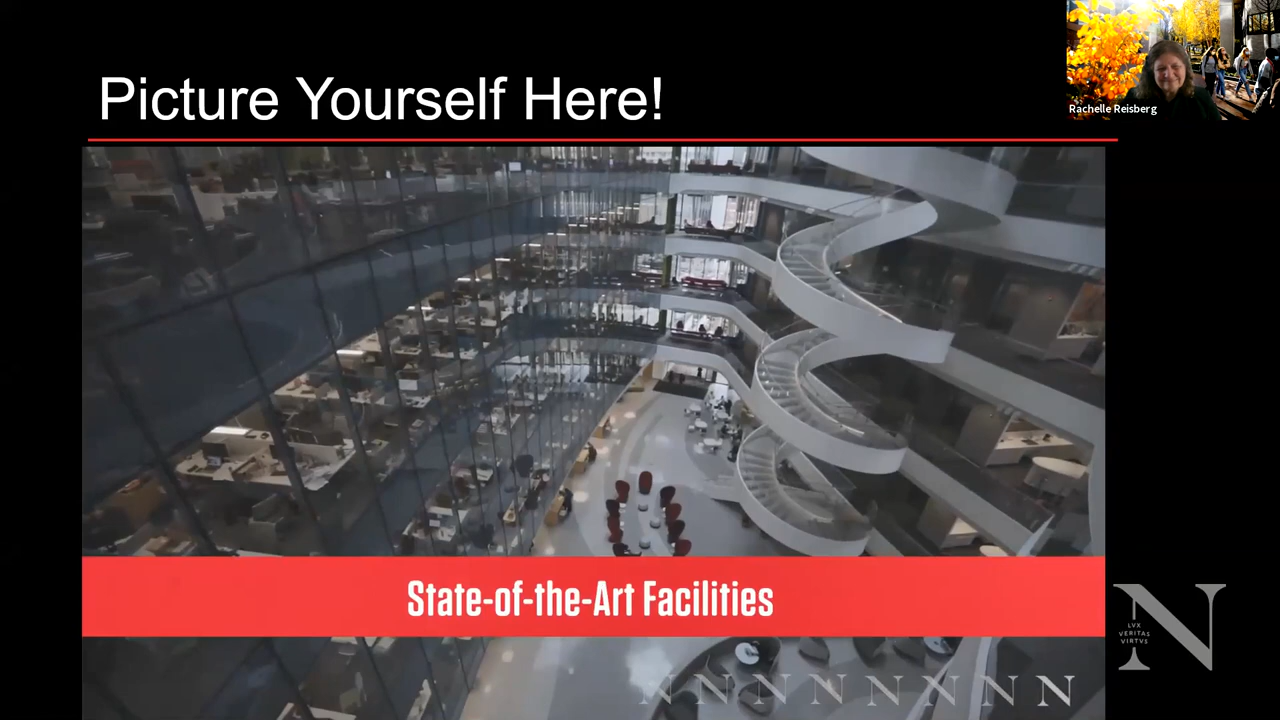 Picture Yourself Here!
Rachelle Reisberg
State-of-the-Art Facilities
N
LVX
VERITAS
VIRTVS
N N N N N N N N